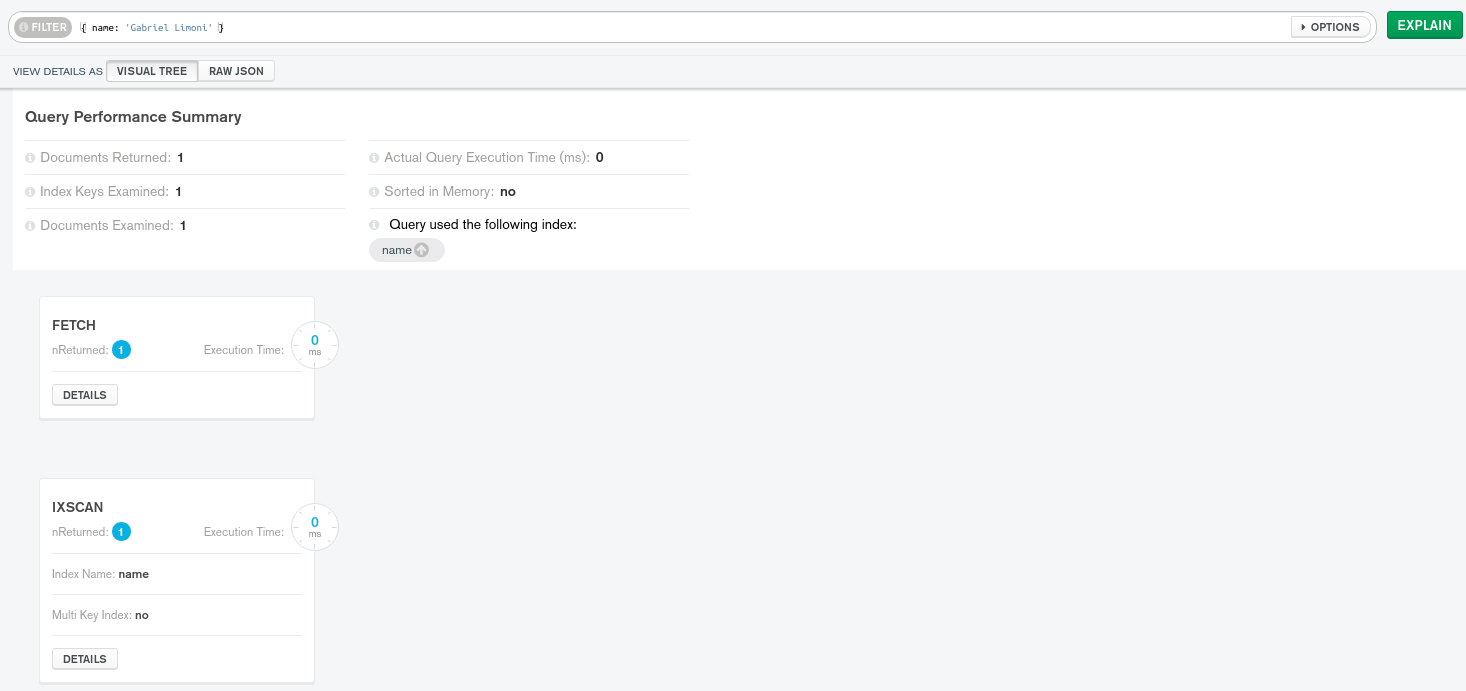 FILTER { name: 'Gabriel Limoni' } OPTIONS EXPLAIN
VIEW DETAILS AS VISUAL TREE RAW JSON
Query Performance Summary
Documents Returned: 1
Index Keys Examined: 1
Documents Examined: 1
Actual Query Execution Time (ms): 0
Sorted in Memory: no
Query used the following index:
name
FETCH
nReturned: 1 Execution Time: 0 ms
DETAILS
IXSCAN
nReturned: 1 Execution Time: 0 ms
Index Name: name
Multi Key Index: no
DETAILS